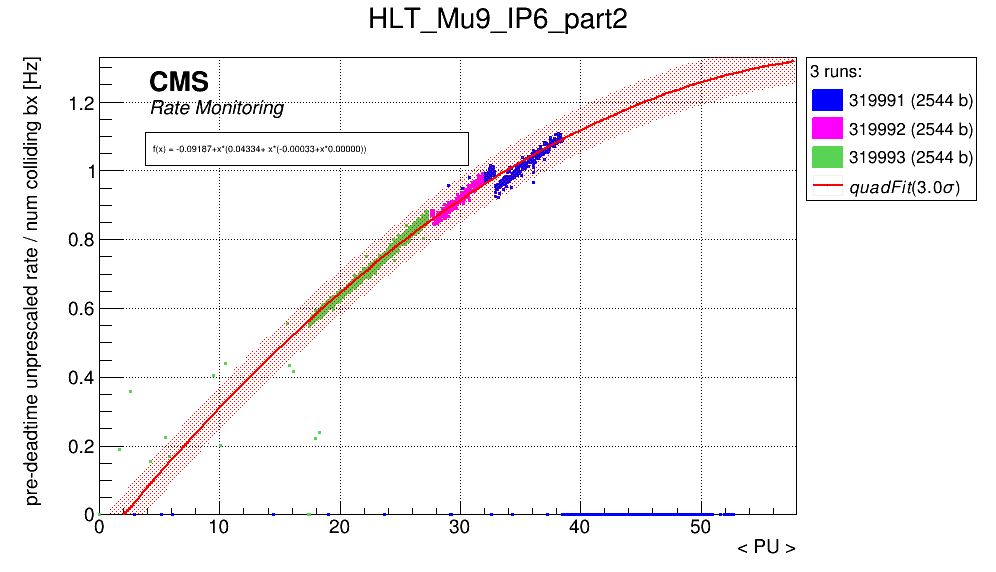 HLT_Mu9_IP6_part2
pre-deadtime unprescaled rate / num colliding bx [Hz]
CMS
Rate Monitoring
f(x) = -0.09187+x*(0.04334+ x*(-0.00033+x*0.00000))
3 runs:
319991 (2544 b)
319992 (2544 b)
319993 (2544 b)
quadFit(3.0σ)
1.2
1
0.8
0.6
0.4
0.2
0
0 10 20 30 40 50
< PU >